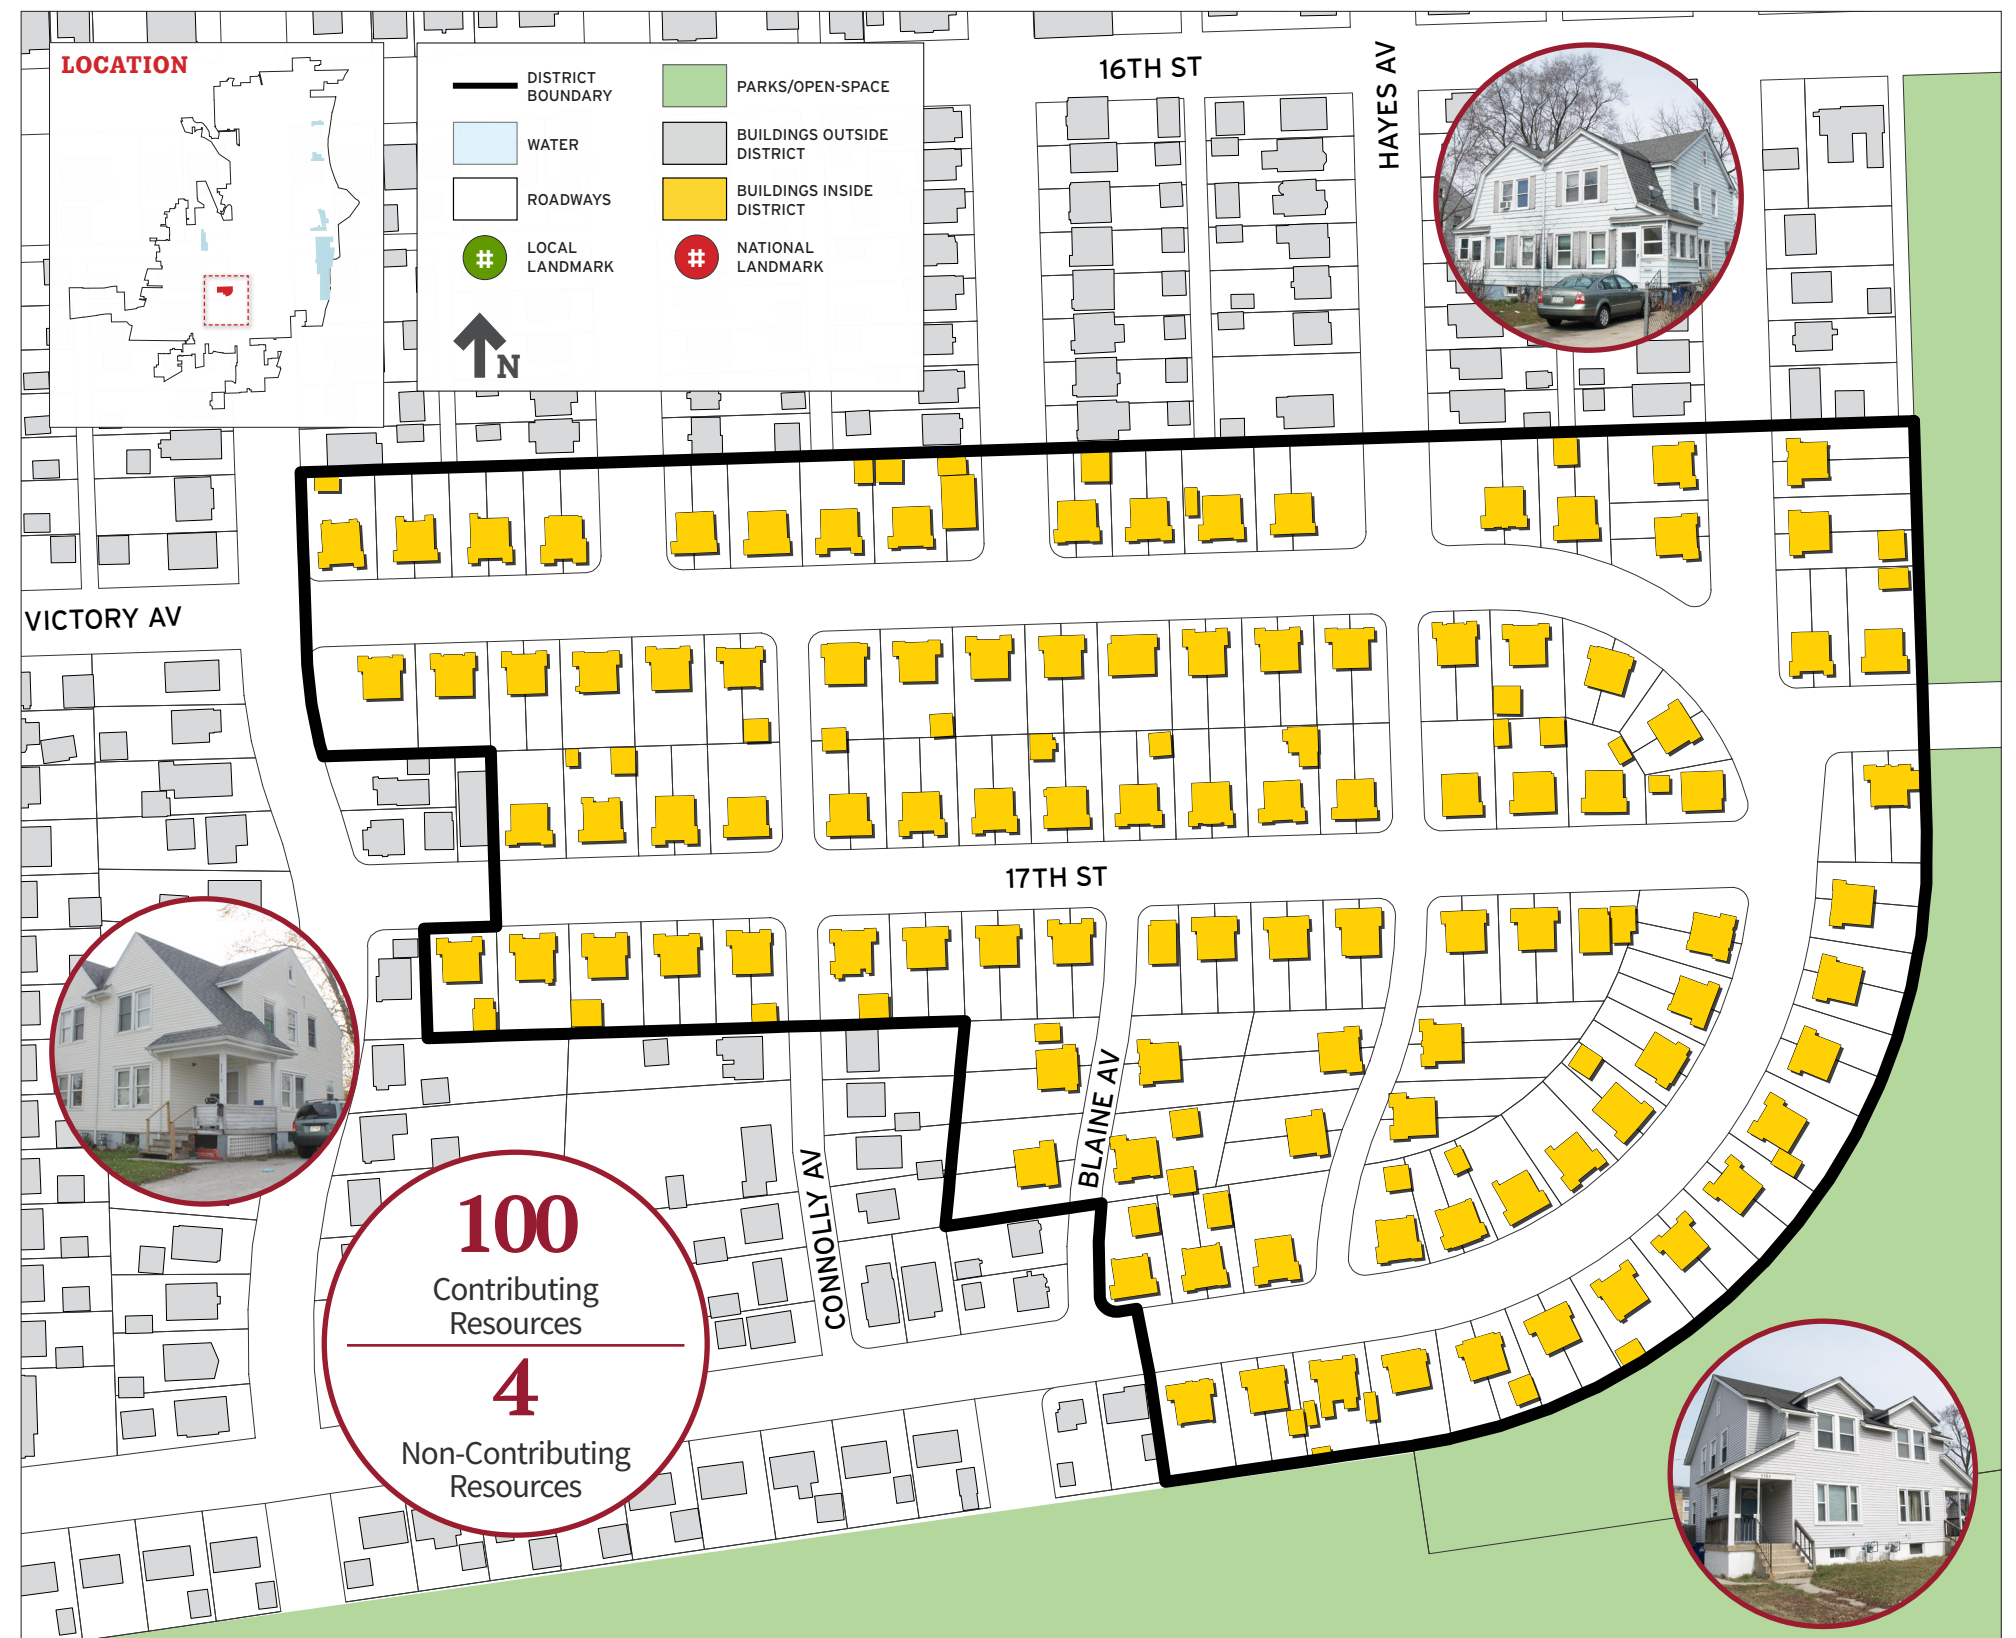 LOCATION
DISTRICT
BOUNDARY
WATER
ROADWAYS
LOCAL
LANDMARK
#
PARKS/OPEN-SPACE
BUILDINGS OUTSIDE
DISTRICT
BUILDINGS INSIDE
DISTRICT
NATIONAL
LANDMARK
#
N
16TH ST
HAYES AV
VICTORY AV
17TH ST
BLAINE AV
CONNOLLY AV
100
Contributing
Resources
4
Non-Contributing
Resources